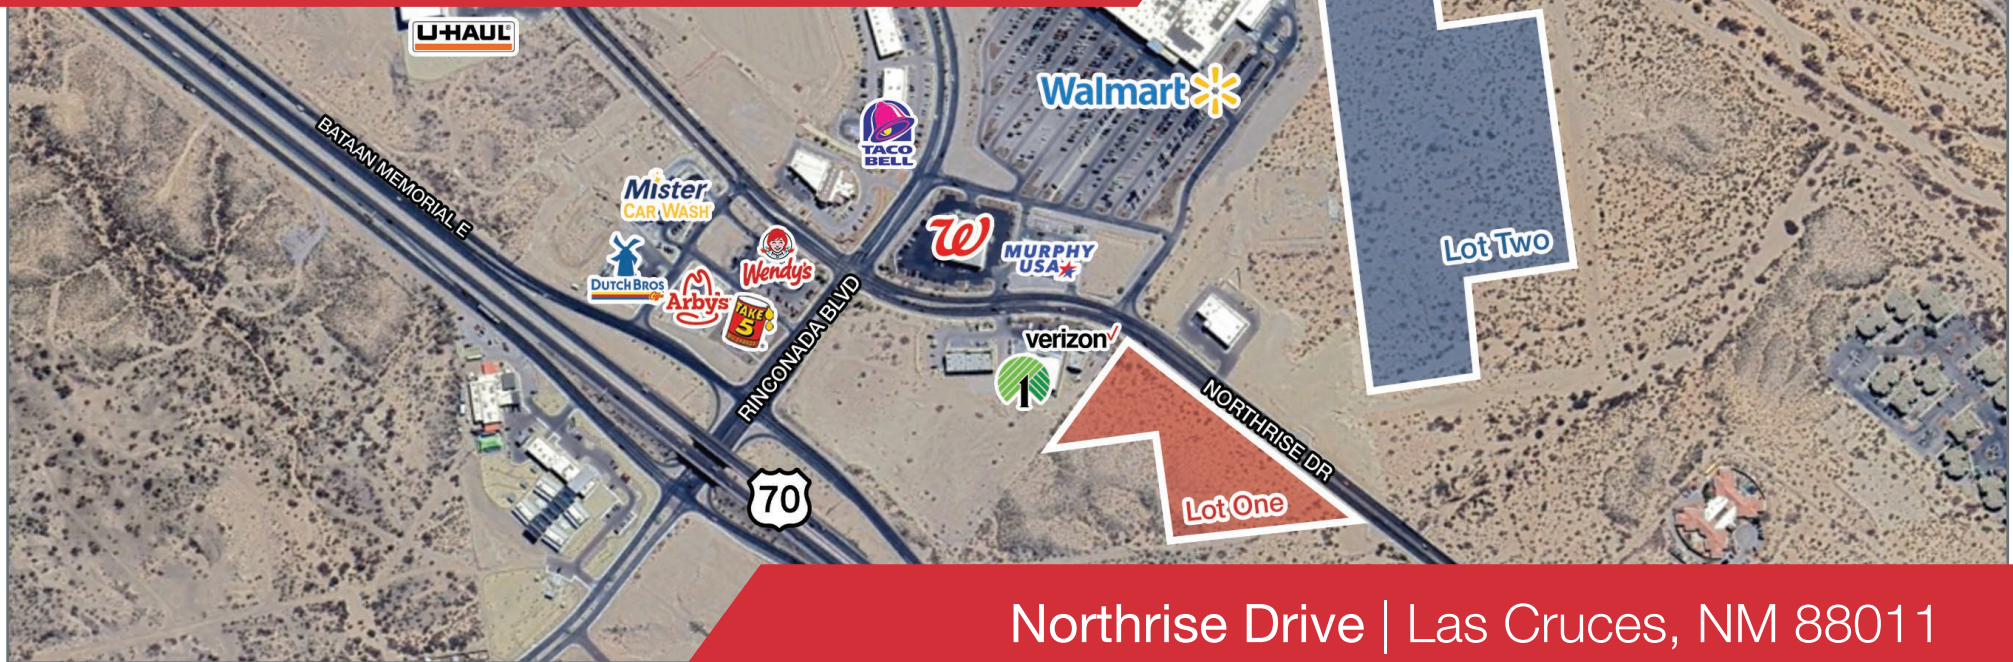 U-HAUL
Walmart
TACO
BELL
BATAAN MEMORIAL E
Mister
CAR WASH
DUTCH BROS
Arby's
Wendy's
TAKE
5
W
MURPHY
USA
Lot Two
RINCONADA BLVD
verizon
1
NORTHRISE DR
70
Lot One
Northrise Drive | Las Cruces, NM 88011